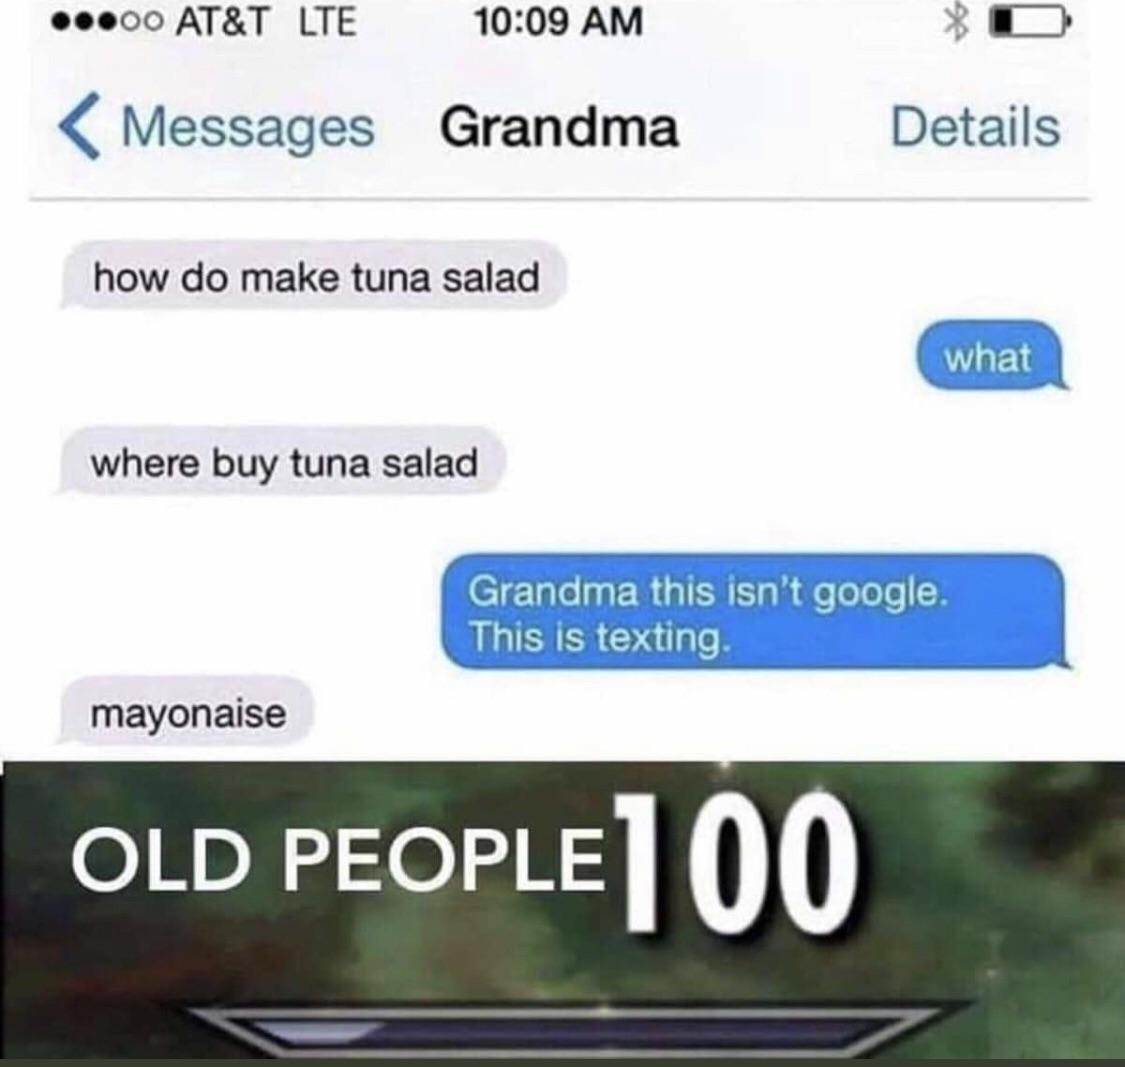 AT&T LTE 10:09 AM
Messages Grandma Details
how do make tuna salad
what
where buy tuna salad
Grandma this isn't google.
This is texting.
mayonaise
OLD PEOPLE 100